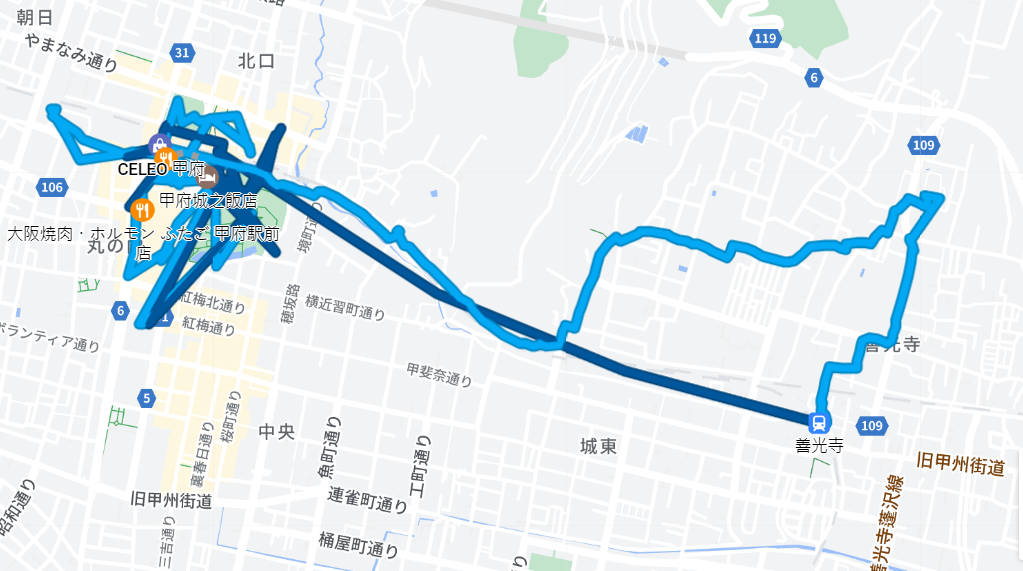 朝日
やまなみ通り
31
北口
119
6
109
106
CELEO 甲府
甲府城之飯店
大阪焼肉・ホルモン ふたご 甲府駅前
店
丸の
境町通り
6
1
紅梅北通り
紅梅通り
穂坂路
横近習町通り
ボランティア通り
甲斐奈通り
5
善光寺
善光寺
109
中央
桜町通り
裏春日通り
魚町通り
工町通り
城東
旧甲州街道
旧甲州街道
連雀町通り
桶屋町通り
昭和通り
三吉通り
善光寺蓬沢線
り